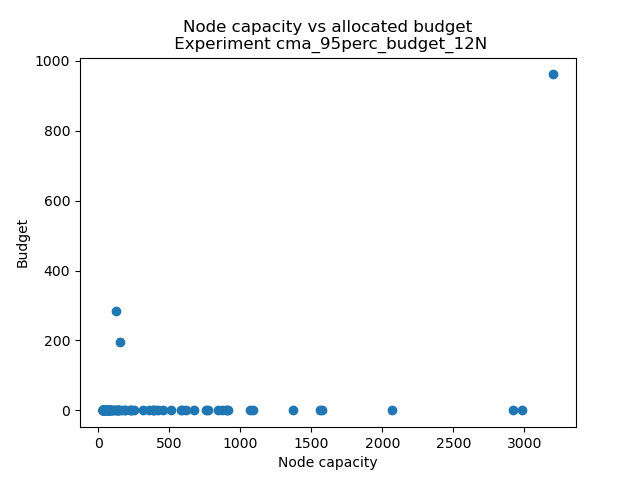 Node capacity vs allocated budget
Experiment cma_95perc_budget_12N
1000
800
600
400
200
0
Budget
0 500 1000 1500 2000 2500 3000
Node capacity